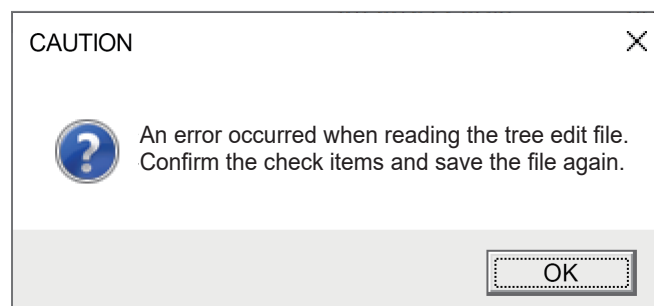 CAUTION
An error occurred when reading the tree edit file.
Confirm the check items and save the file again.
OK